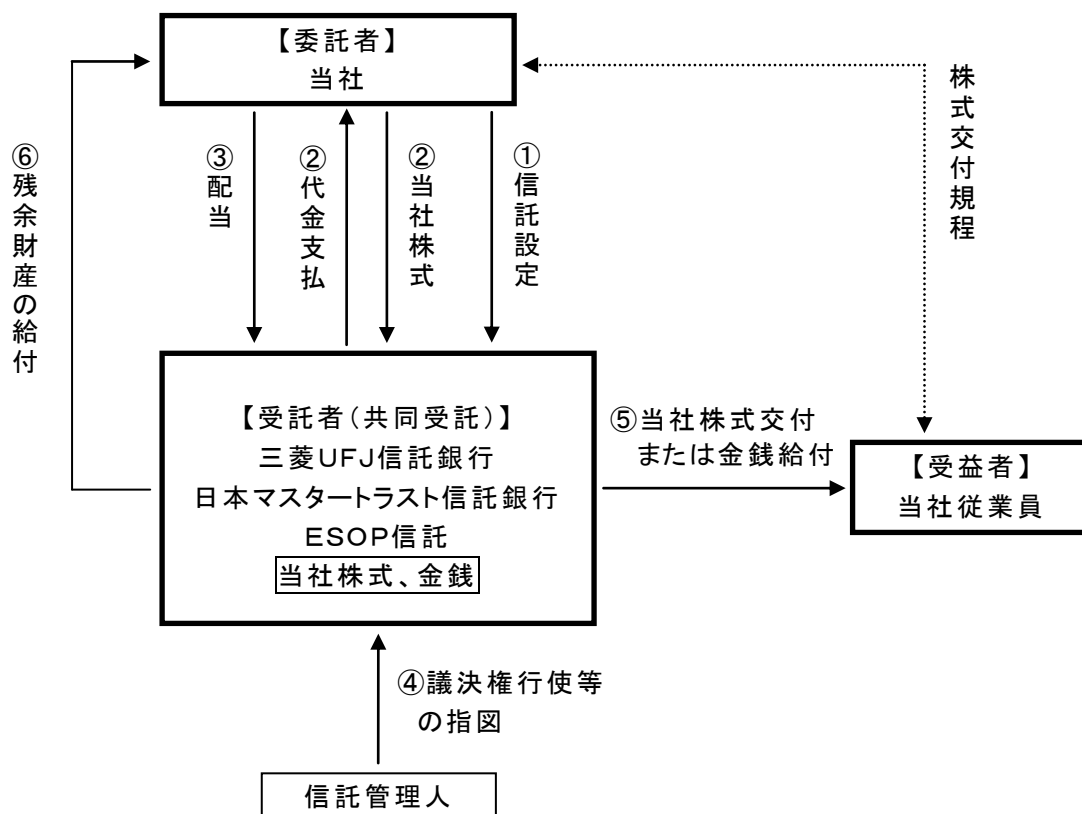 【委託者】
当社
⑥残余財産の給付
③配当
②代金支払
②当社株式
①信託設定
株式交付規程
【受託者(共同受託)】
三菱UFJ信託銀行
日本マスタートラスト信託銀行
ESOP信託
当社株式、金銭
⑤当社株式交付
または金銭給付
【受益者】
当社従業員
④議決権行使等
の指図
信託管理人